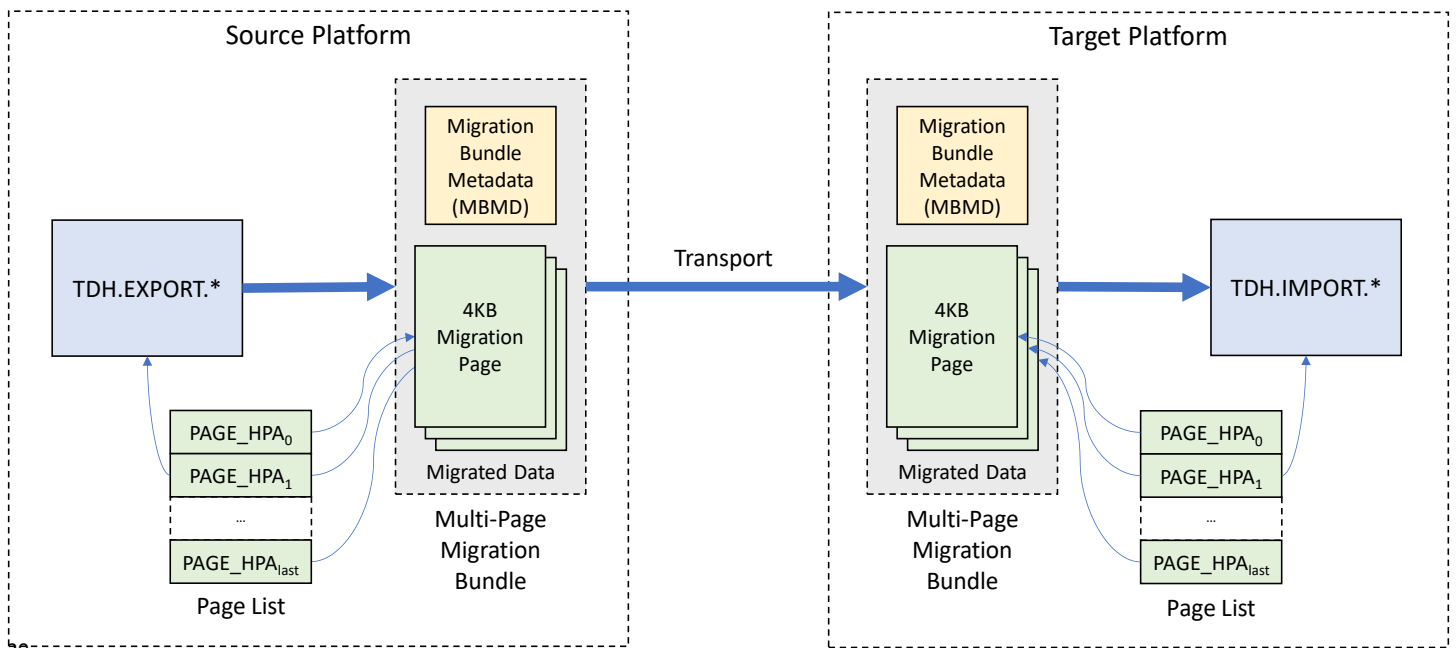 Source Platform
Migration
Bundle
Metadata
(MBMD)
TDH.EXPORT.*
4KB
Migration
Page
PAGE_HPA0
PAGE_HPA1
...
PAGE_HPAlast
Page List
Migrated Data
Multi-Page
Migration
Bundle
Transport
Target Platform
Migration
Bundle
Metadata
(MBMD)
4KB
Migration
Page
Migrated Data
Multi-Page
Migration
Bundle
TDH.IMPORT.*
PAGE_HPA0
PAGE_HPA1
...
PAGE_HPAlast
Page List